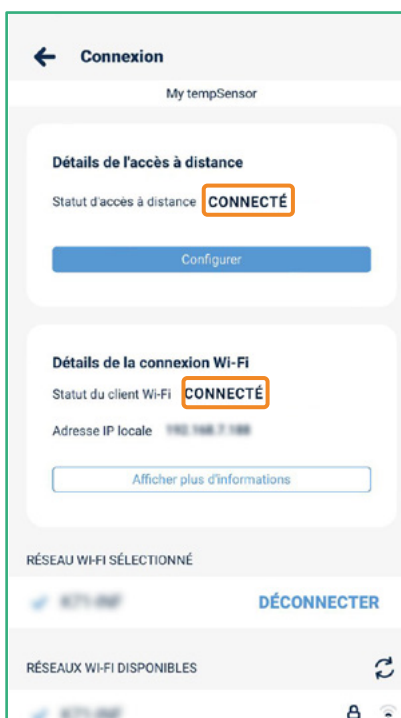 Connexion
My tempSensor
Détails de l'accès à distance
Statut d'accès à distance CONNECTÉ
Configurer
Détails de la connexion Wi-Fi
Statut du client Wi-Fi CONNECTÉ
Adresse IP locale
Afficher plus d'informations
RÉSEAU WI-FI SÉLECTIONNÉ
DÉCONNECTER
RÉSEAUX WI-FI DISPONIBLES